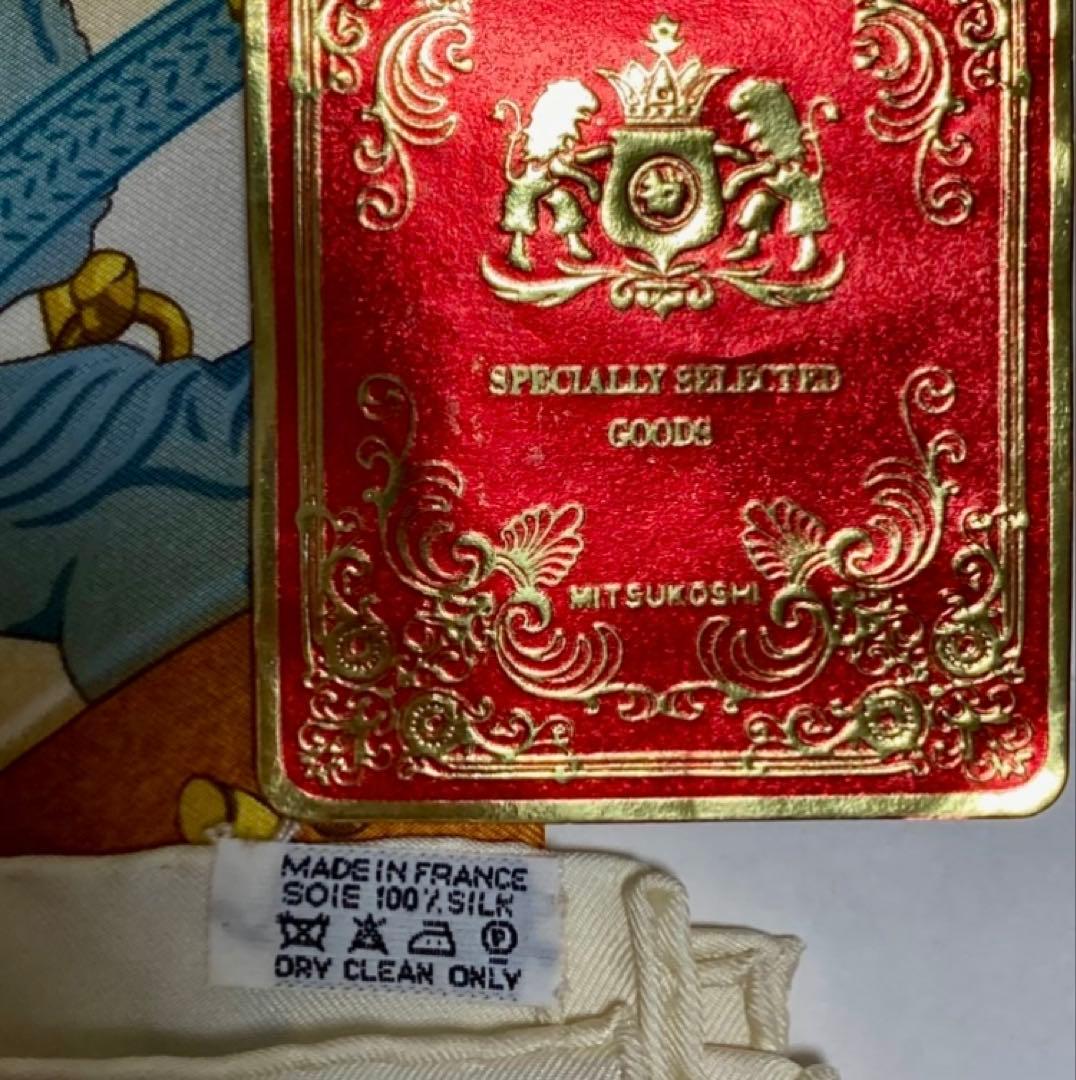 SPECIALLY SELECTED
GOODS
MITSUKOSHI
MADE IN FRANCE
SOIE 100% SILK
P
DRY CLEAN ONLY